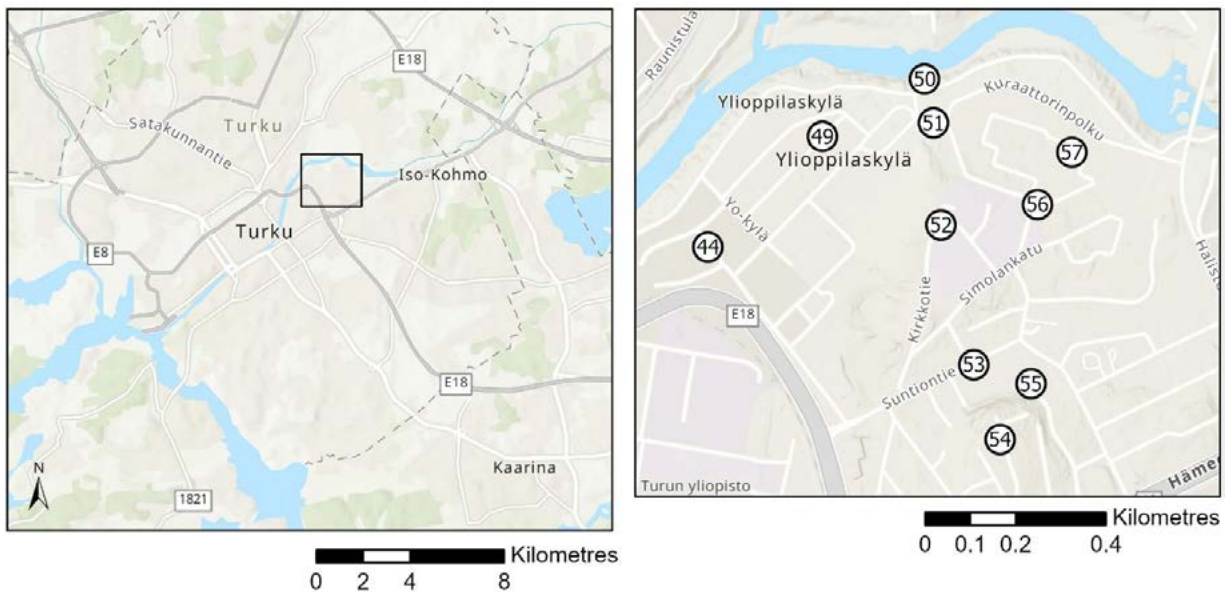 E18
Satakunnantie
Turku
Iso-Kohmo
Turku
E8
E18
Kaarina
N
1821
Kilometres
0 2 4 8
Raunistula
50
Ylioppilaskylä
Kuraattorinpolku
51
49
57
Ylioppilaskylä
56
Yo-kylä
52
44
Simolankatu
Halisto
E18
Kirkkotie
53
Suntiontie
55
54
Hämee
Turun yliopisto
Kilometres
0 0.1 0.2 0.4